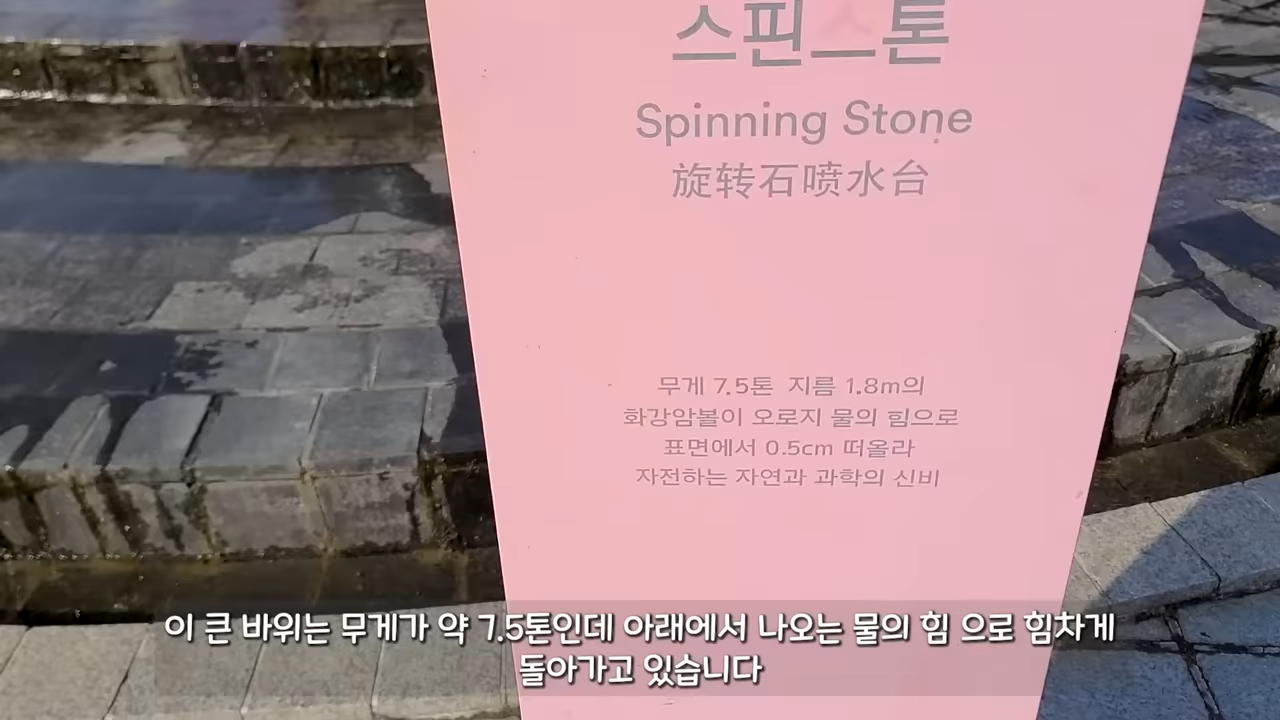 스핀스톤
Spinning Stone
旋转石喷水台
무게 7.5톤 지름 1.8m의
화강암볼이 오로지 물의 힘으로
표면에서 0.5cm 떠올라
자전하는 자연과 과학의 신비
이 큰 바위는 무게가 약 7.5톤인데 아래에서 나오는 물의 힘 으로 힘차게
돌아가고 있습니다